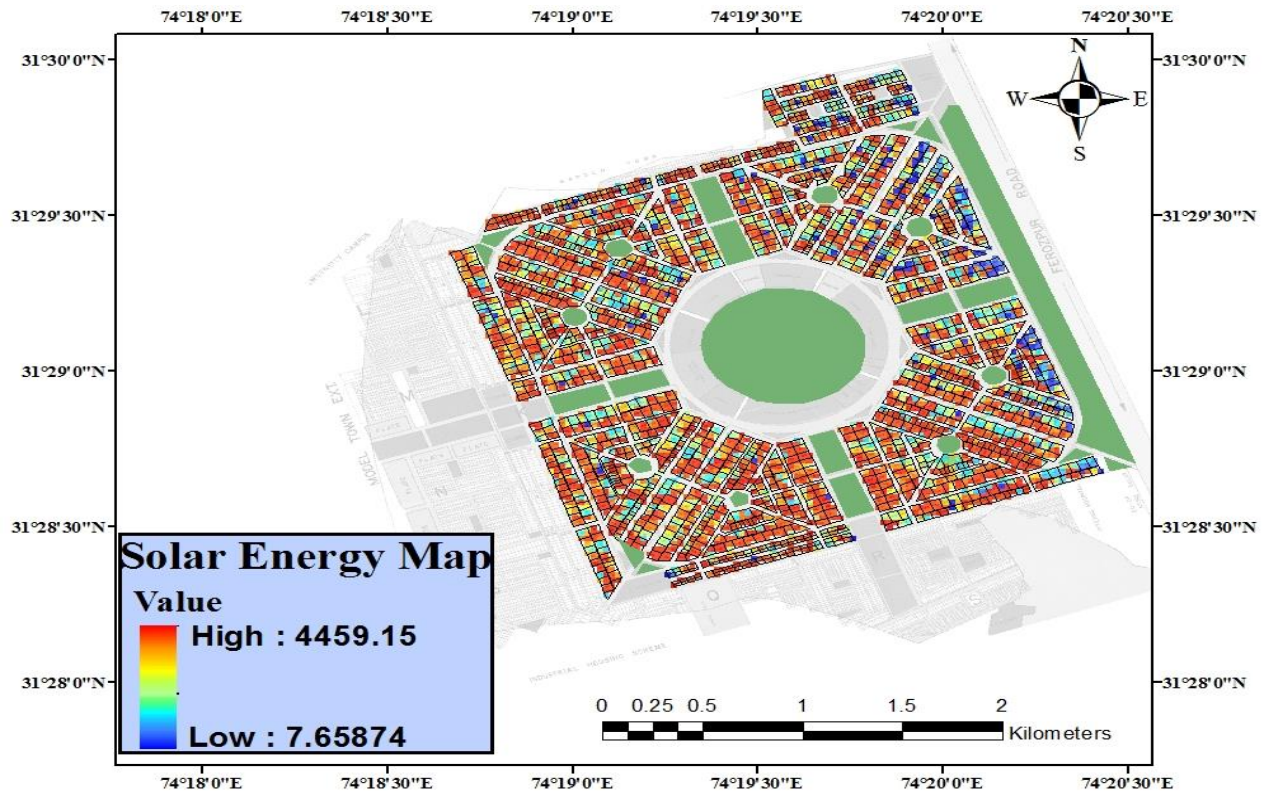 74°18'0"E 74°18'30"E 74°19'0"E 74°19'30"E 74°20'0"E 74°20'30"E
31°30'0"N 31°30'0"N
N
W E
S
31°29'30"N 31°29'30"N
FEROZPUR ROAD
31°29'0"N 31°29'0"N
MODEL TOWN EXT
M
31°28'30"N 31°28'30"N
Solar Energy Map
Value
High : 4459.15
Low : 7.65874
INDUSTRIAL HOUSING SCHEME
31°28'0"N 31°28'0"N
0 0.25 0.5 1 1.5 2
Kilometers
74°18'0"E 74°18'30"E 74°19'0"E 74°19'30"E 74°20'0"E 74°20'30"E